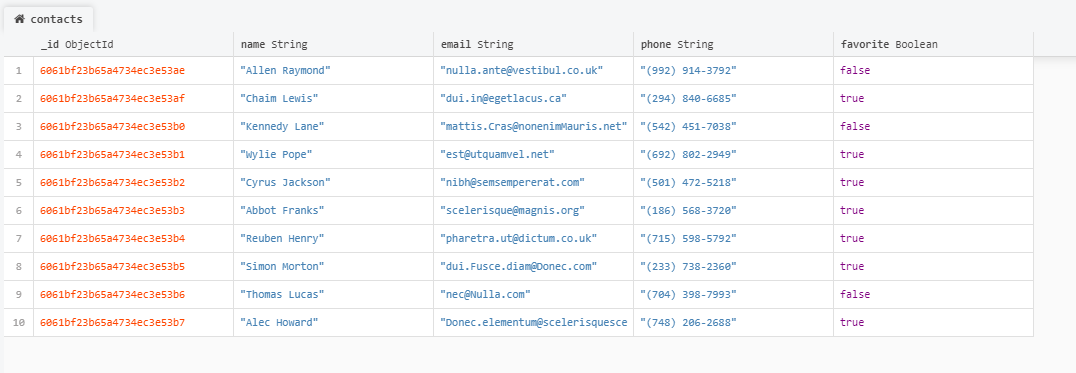 contacts
_id ObjectId name String email String phone String favorite Boolean
1 6061bf23b65a4734ec3e53ae "Allen Raymond" "nulla.ante@vestibul.co.uk" "(992) 914-3792" false
2 6061bf23b65a4734ec3e53af "Chaim Lewis" "dui.in@egetlacus.ca" "(294) 840-6685" true
3 6061bf23b65a4734ec3e53b0 "Kennedy Lane" "mattis.Cras@nonenimMauris.net" "(542) 451-7038" false
4 6061bf23b65a4734ec3e53b1 "Wylie Pope" "est@utquamvel.net" "(692) 802-2949" true
5 6061bf23b65a4734ec3e53b2 "Cyrus Jackson" "nibh@semsempererat.com" "(501) 472-5218" true
6 6061bf23b65a4734ec3e53b3 "Abbot Franks" "scelerisque@magnis.org" "(186) 568-3720" true
7 6061bf23b65a4734ec3e53b4 "Reuben Henry" "pharetra.ut@dictum.co.uk" "(715) 598-5792" true
8 6061bf23b65a4734ec3e53b5 "Simon Morton" "dui.Fusce.diam@Donec.com" "(233) 738-2360" true
9 6061bf23b65a4734ec3e53b6 "Thomas Lucas" "nec@Nulla.com" "(704) 398-7993" false
10 6061bf23b65a4734ec3e53b7 "Alec Howard" "Donec.elementum@scelerisquesce "(748) 206-2688" true